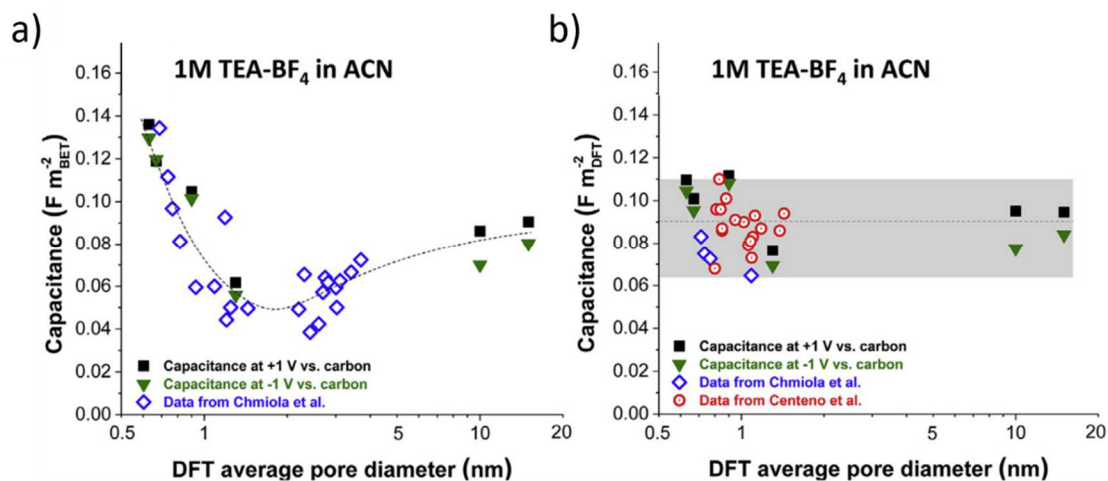 a)
1M TEA-BF4 in ACN
Capacitance (F m-2BET)
0.16
0.14
0.12
0.10
0.08
0.06
0.04
0.02
0.00
Capacitance at +1 V vs. carbon
Capacitance at -1 V vs. carbon
Data from Chmiola et al.
0.5 1 5 10 20
DFT average pore diameter (nm)
b)
1M TEA-BF4 in ACN
Capacitance (F m-2DFT)
0.16
0.14
0.12
0.10
0.08
0.06
0.04
0.02
0.00
Capacitance at +1 V vs. carbon
Capacitance at -1 V vs. carbon
Data from Chmiola et al.
Data from Centeno et al.
0.5 1 5 10 20
DFT average pore diameter (nm)